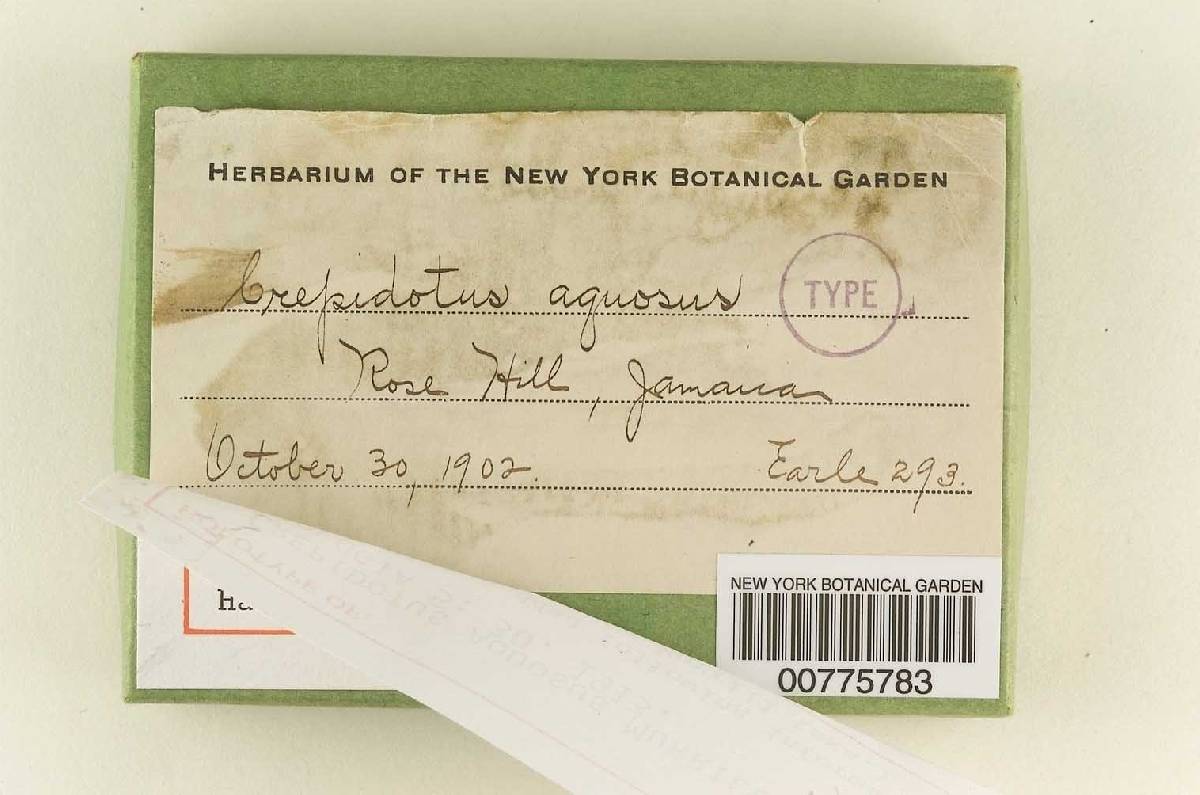 HERBARIUM OF THE NEW YORK BOTANICAL GARDEN
Crepidotus aquosus TYPE
Rose Hill, Jamaica
October 30, 1902. Earle 293.
NEW YORK BOTANICAL GARDEN
00775783